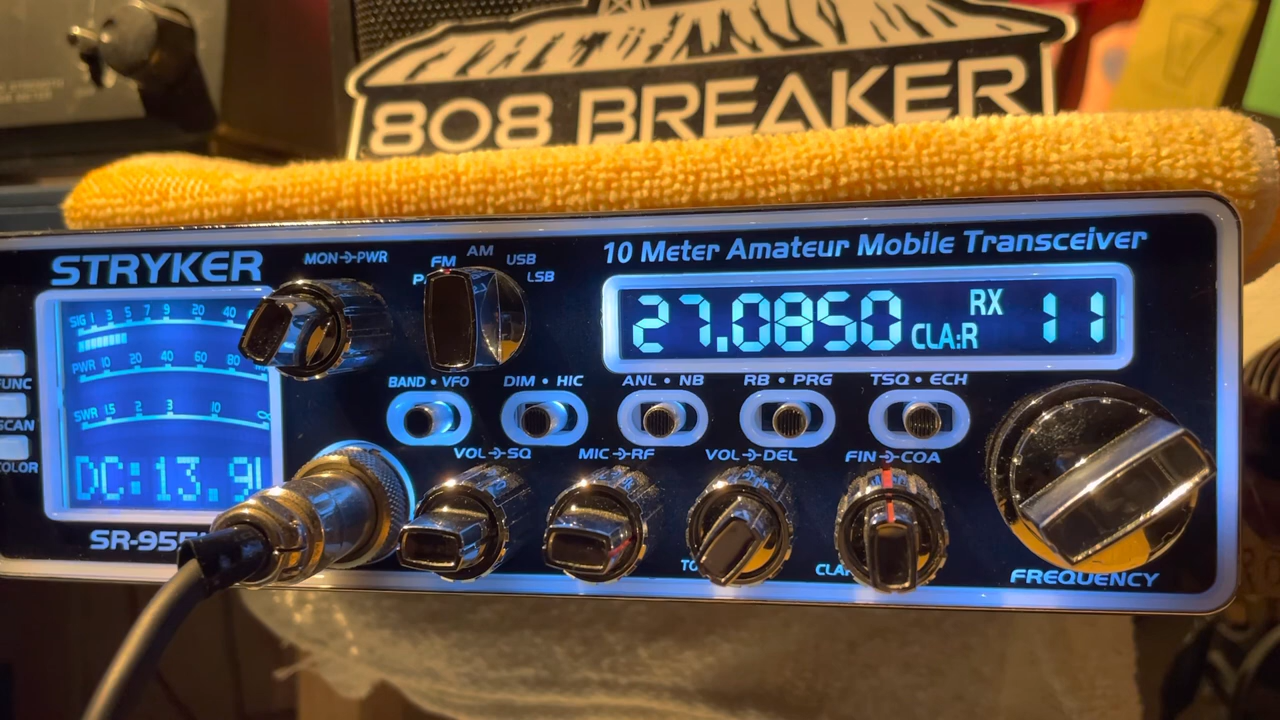 808 BREAKER
STRYKER
MON PWR
FM AM USB LSB
10 Meter Amateur Mobile Transceiver
SIG 1 3 5 7 9 20 40
PWR 10 20 40 60 80
SWR 1.5 2 3 10 ∞
27.0850 CLA:R RX 11
BAND • VFO DIM • HIC ANL • NB RB • PRG TSQ • ECH
SCAN
VOL SQ MIC RF VOL DEL FIN COA
DC:13.9
FREQUENCY